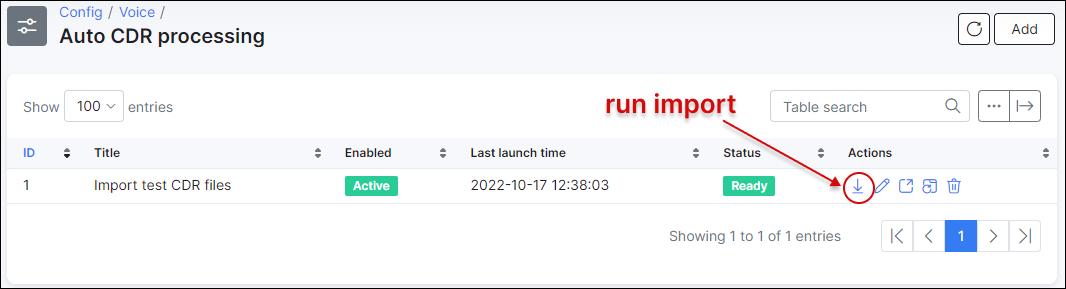 Config / Voice /
Auto CDR processing
Add
Show 100 entries
run import
Table search
ID Title Enabled Last launch time Status Actions
1 Import test CDR files Active 2022-10-17 12:38:03 Ready
Showing 1 to 1 of 1 entries
1